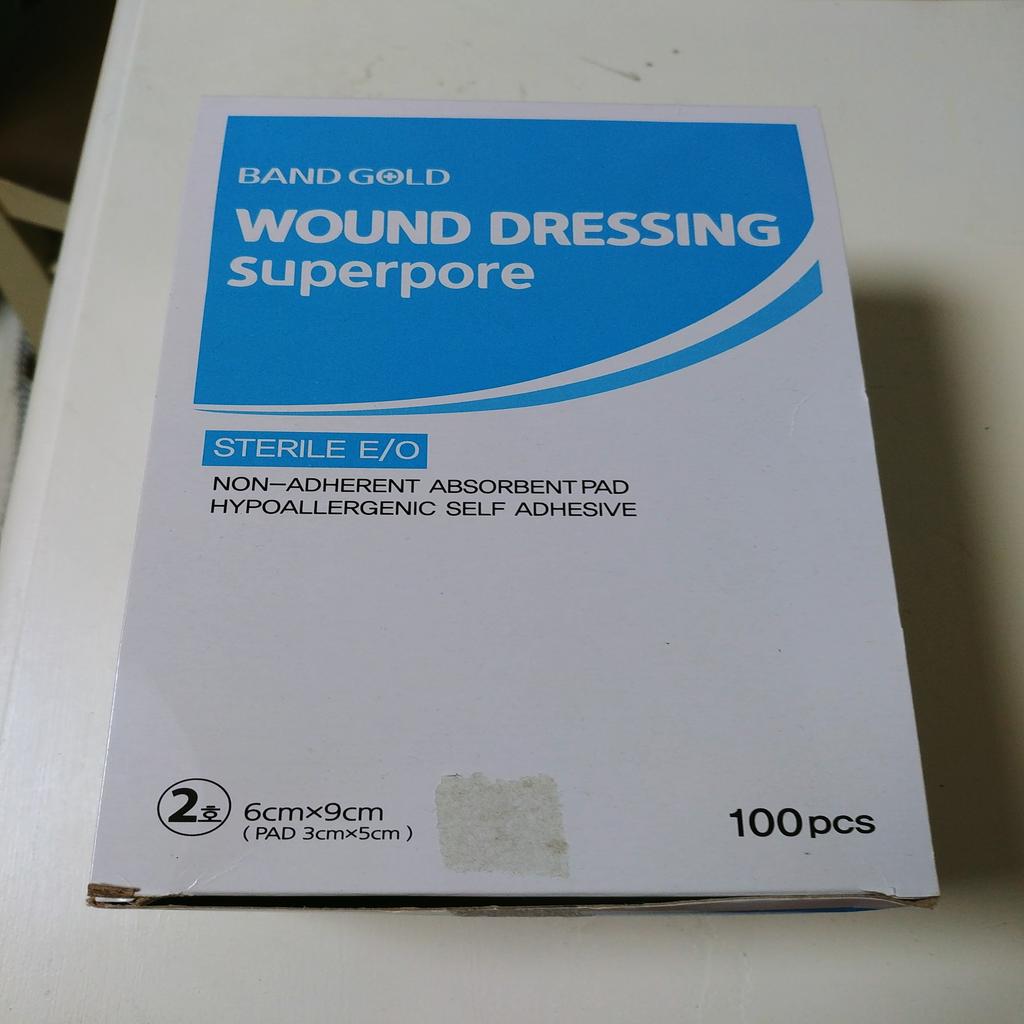 BAND GOLD
WOUND DRESSING
superpore
STERILE E/O
NON-ADHERENT ABSORBENT PAD
HYPOALLERGENIC SELF ADHESIVE
2호 6cm×9cm
( PAD 3cm×5cm )
100pcs